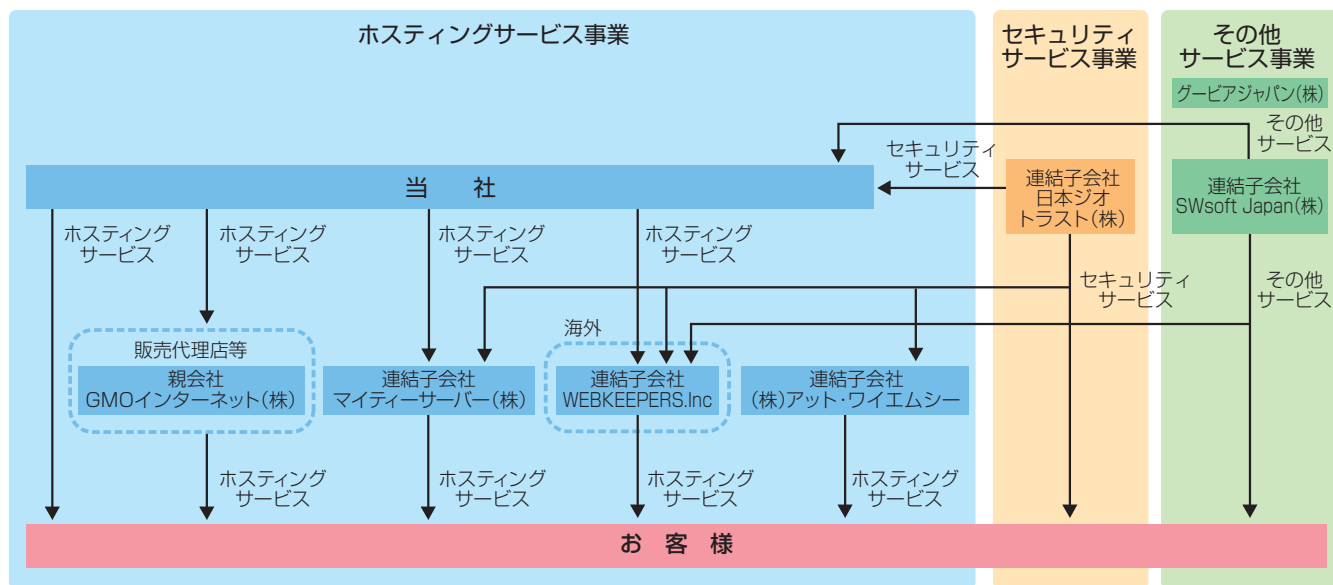 ホスティングサービス事業
セキュリティ
サービス事業
その他
サービス事業
グービアジャパン(株)
その他
サービス
セキュリティ
サービス
当 社
連結子会社
日本ジオ
トラスト(株)
連結子会社
SWsoft Japan(株)
ホスティング
サービス
ホスティング
サービス
ホスティング
サービス
ホスティング
サービス
セキュリティ
サービス
その他
サービス
販売代理店等
親会社
GMOインターネット(株)
連結子会社
マイティーサーバー(株)
海外
連結子会社
WEBKEEPERS.Inc
連結子会社
(株)アット・ワイエムシー
ホスティング
サービス
ホスティング
サービス
ホスティング
サービス
ホスティング
サービス
お 客 様